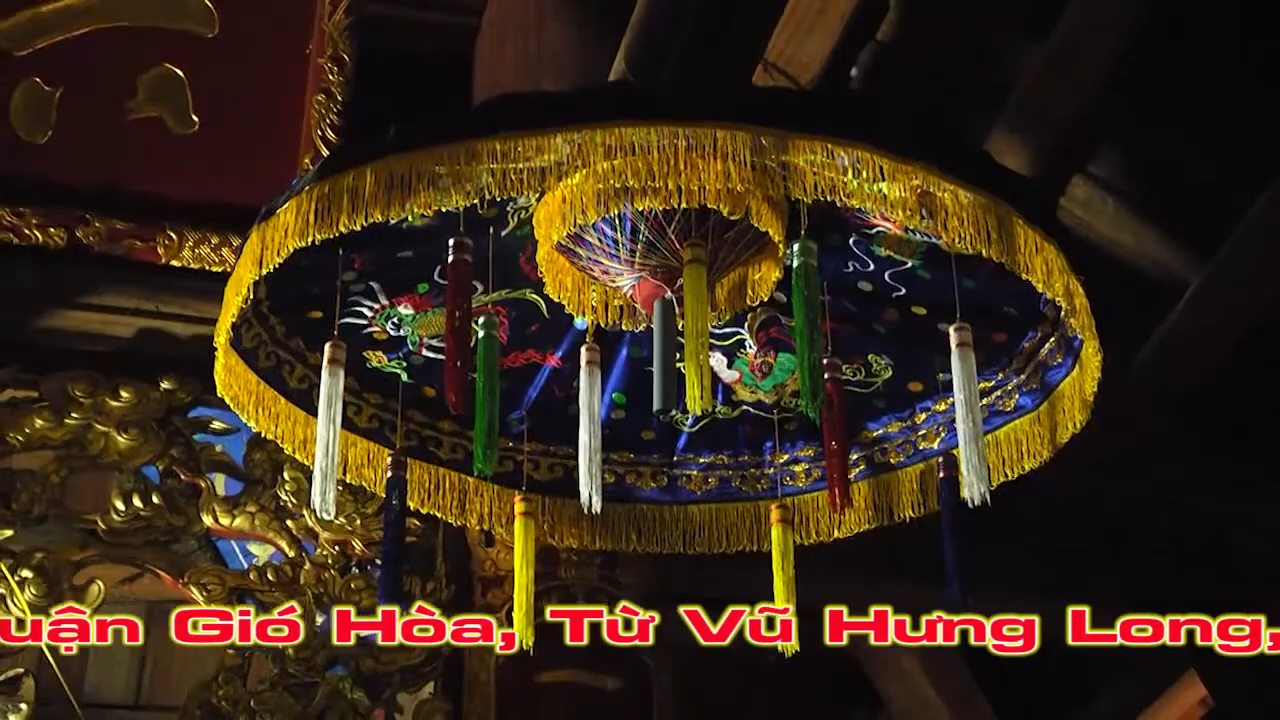 uận Gió Hòa, Từ Vũ Hưng Long,